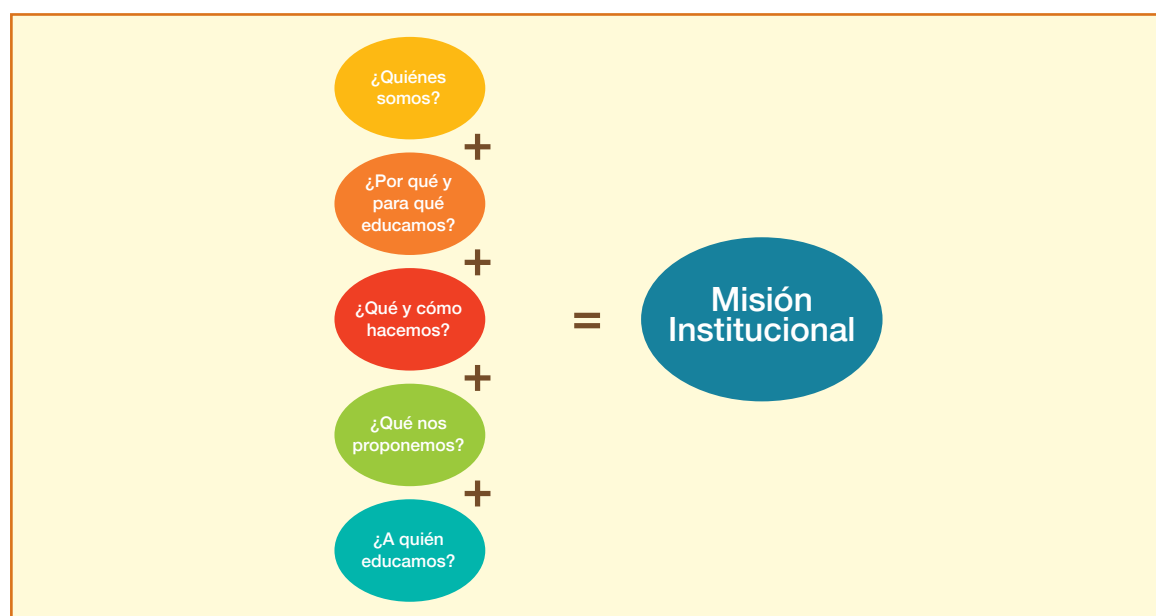 ¿Quiénes
somos?
+
¿Por qué y
para qué
educamos?
+
¿Qué y cómo
hacemos?
+
¿Qué nos
proponemos?
+
¿A quién
educamos?
=
Misión
Institucional